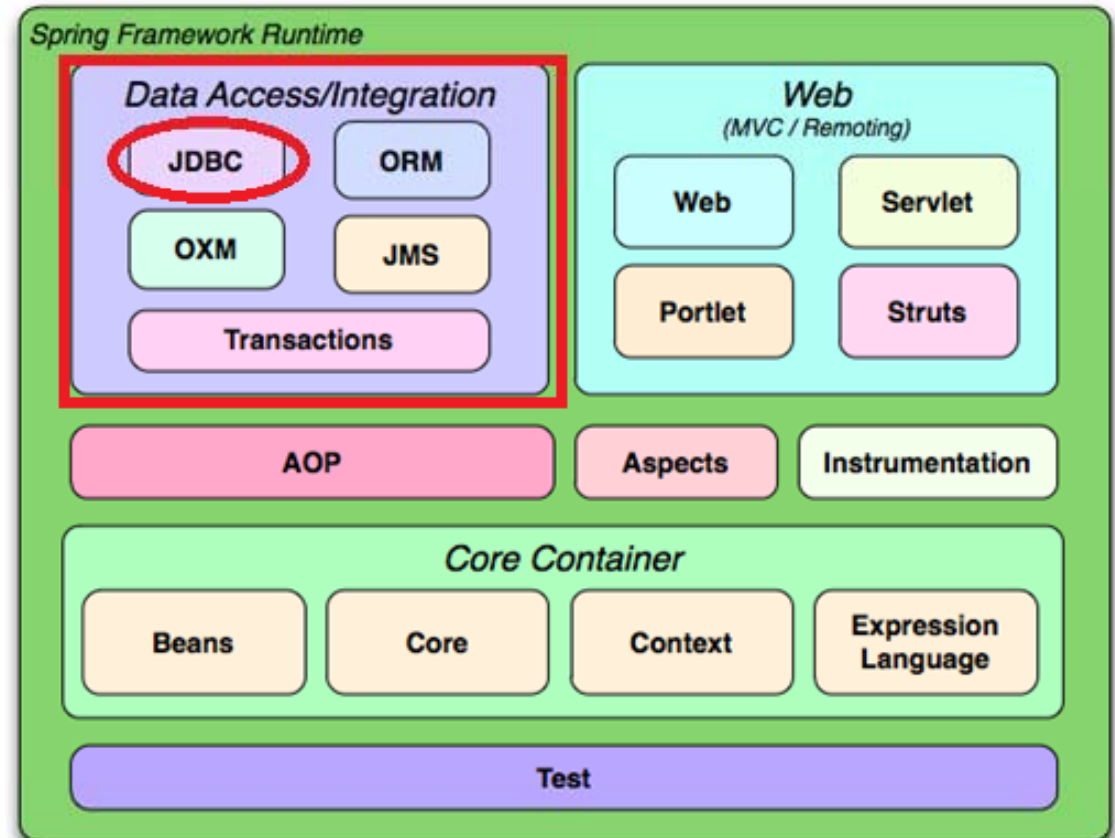 Spring Framework Runtime
Data Access/Integration
JDBC
ORM
OXM
JMS
Transactions
Web
(MVC / Remoting)
Web
Servlet
Portlet
Struts
AOP
Aspects
Instrumentation
Core Container
Beans
Core
Context
Expression
Language
Test